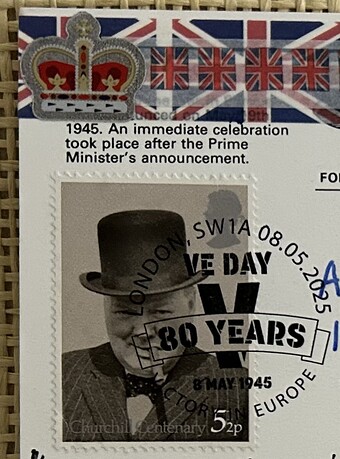 1945. An immediate celebration
took place after the Prime
Minister's announcement.
FO
LONDON, SW1A 08.05.2025
VE DAY
V
80 YEARS
8 MAY 1945
VICTORY IN EUROPE
Churchill Centenary 5½p